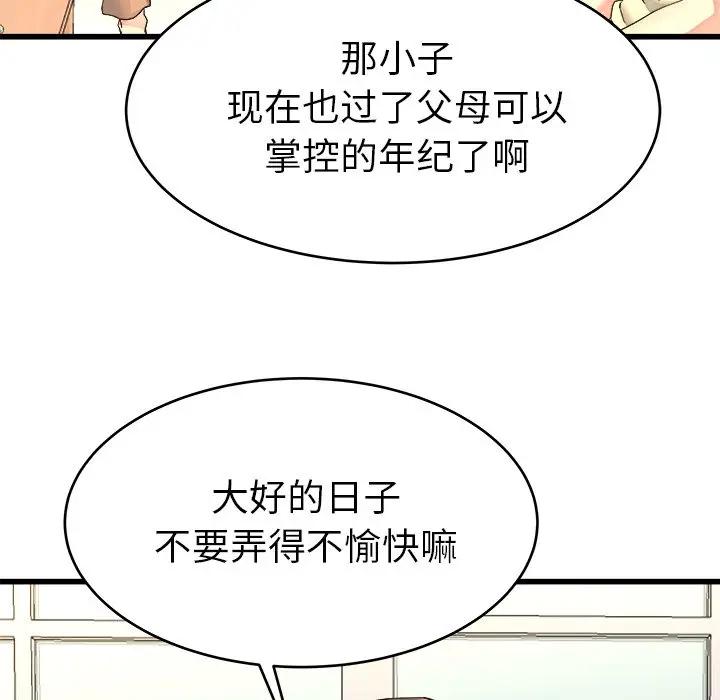 那小子
现在也过了父母可以
掌控的年纪了啊
大好的日子
不要弄得不愉快嘛